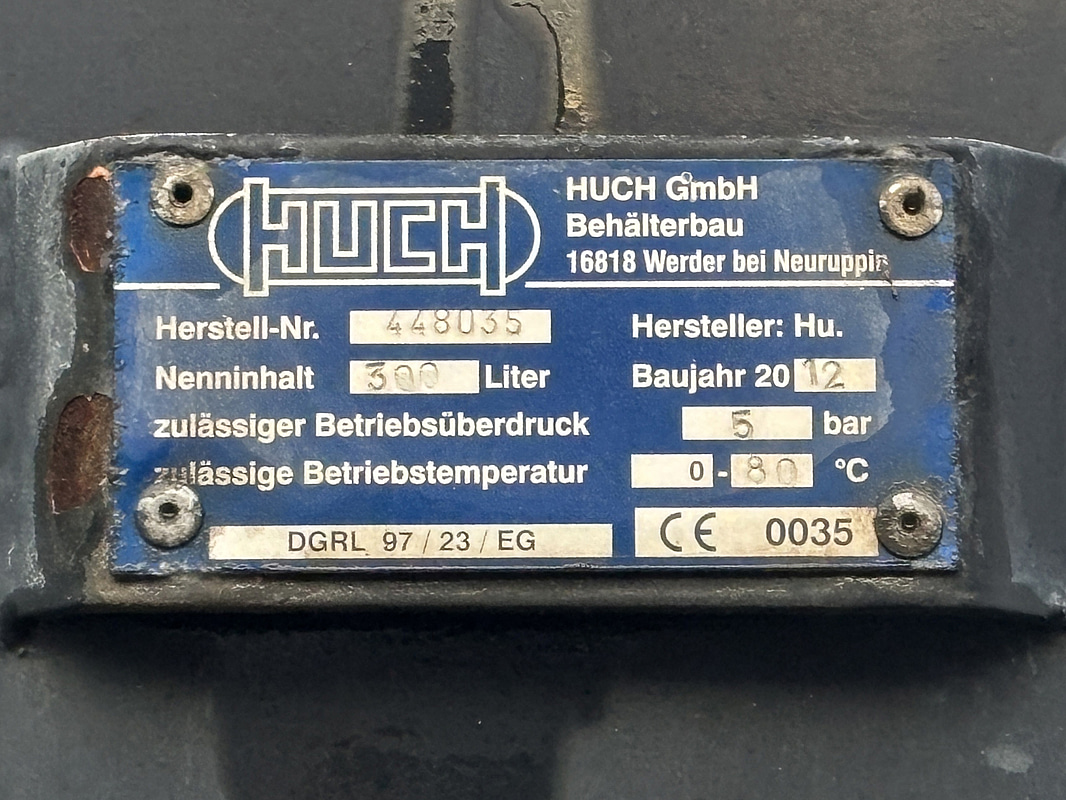 HUCH
HUCH GmbH
Behälterbau
16818 Werder bei Neuruppin
Herstell-Nr. 448035
Hersteller: Hu.
Nenninhalt 300 Liter
Baujahr 2012
zulässiger Betriebsüberdruck 5 bar
zulässige Betriebstemperatur 0 - 80 °C
DGRL 97 / 23 / EG
CE 0035